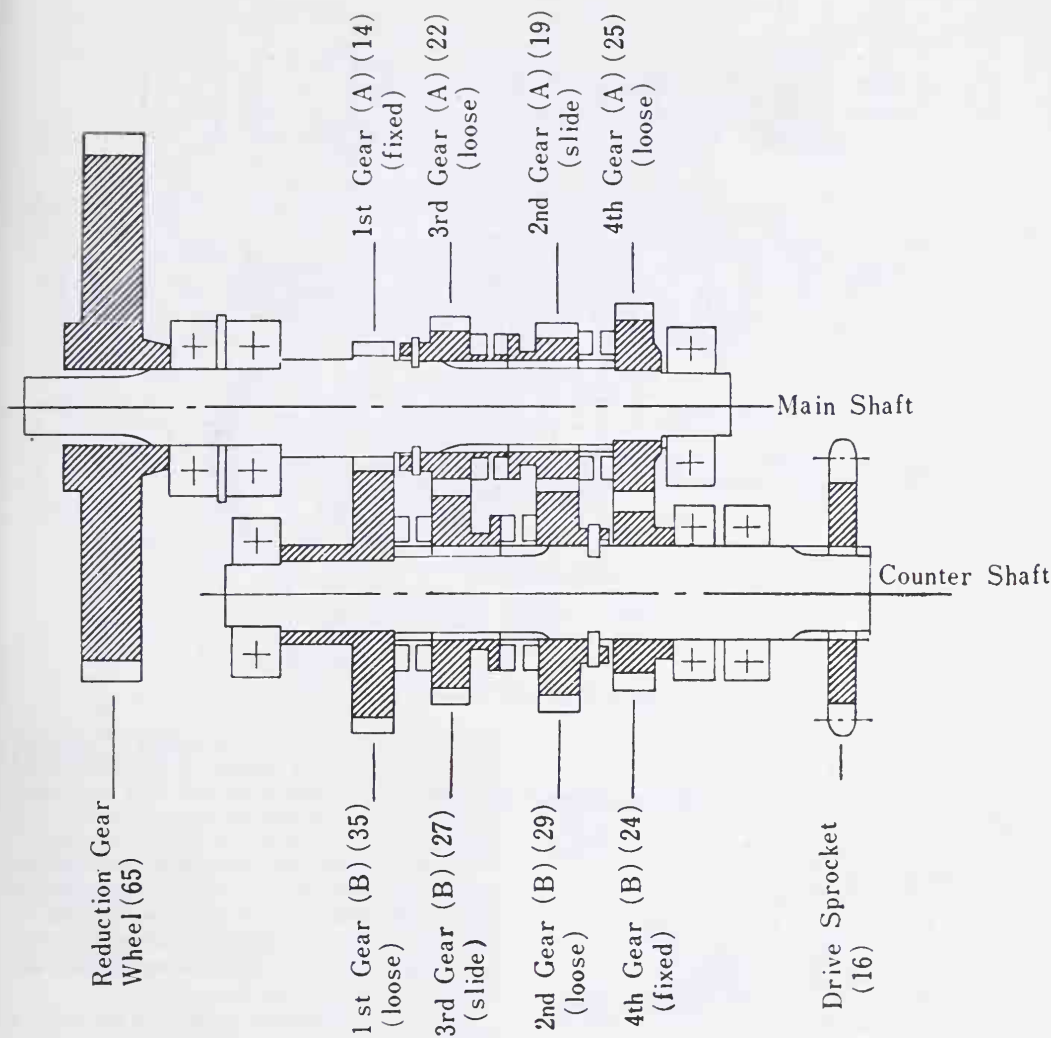 1st Gear (A) (14)
(fixed)
3rd Gear (A) (22)
(loose)
2nd Gear (A) (19)
(slide)
4th Gear (A) (25)
(loose)
Main Shaft
Counter Shaft
Reduction Gear
Wheel (65)
1st Gear (B) (35)
(loose)
3rd Gear (B) (27)
(slide)
2nd Gear (B) (29)
(loose)
4th Gear (B) (24)
(fixed)
Drive Sprocket
(16)